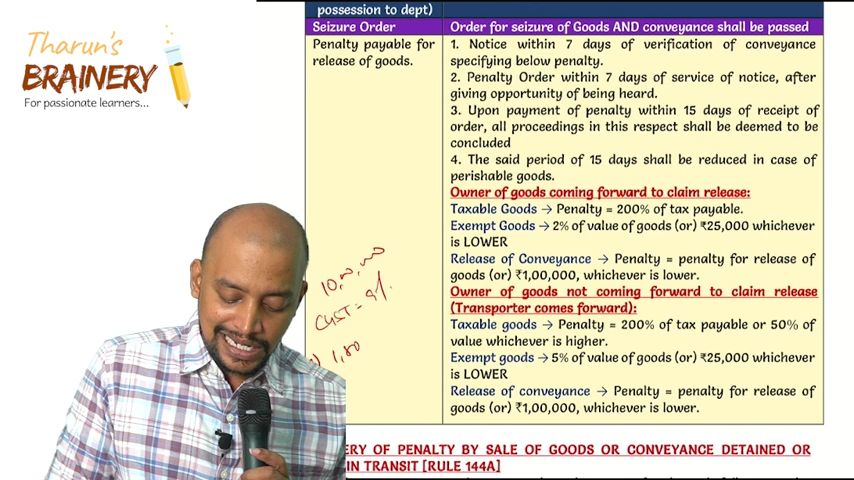 Tharun's
BRAINERY
For passionate learners...
possession to dept)
Seizure Order
Order for seizure of Goods AND conveyance shall be passed
Penalty payable for
release of goods.
1. Notice within 7 days of verification of conveyance
specifying below penalty.
2. Penalty Order within 7 days of service of notice, after
giving opportunity of being heard.
3. Upon payment of penalty within 15 days of receipt of
order, all proceedings in this respect shall be deemed to be
concluded
4. The said period of 15 days shall be reduced in case of
perishable goods.
Owner of goods coming forward to claim release:
Taxable Goods → Penalty = 200% of tax payable.
Exempt Goods → 2% of value of goods (or) ₹25,000 whichever
is LOWER
Release of Conveyance → Penalty = penalty for release of
goods (or) ₹1,00,000, whichever is lower.
Owner of goods not coming forward to claim release
(Transporter comes forward):
Taxable goods → Penalty = 200% of tax payable or 50% of
value whichever is higher.
Exempt goods → 5% of value of goods (or) ₹25,000 whichever
is LOWER
Release of conveyance → Penalty = penalty for release of
goods (or) ₹1,00,000, whichever is lower.
10,00,000
CGST = 9%
1,80
ERY OF PENALTY BY SALE OF GOODS OR CONVEYANCE DETAINED OR
IN TRANSIT [RULE 144A]